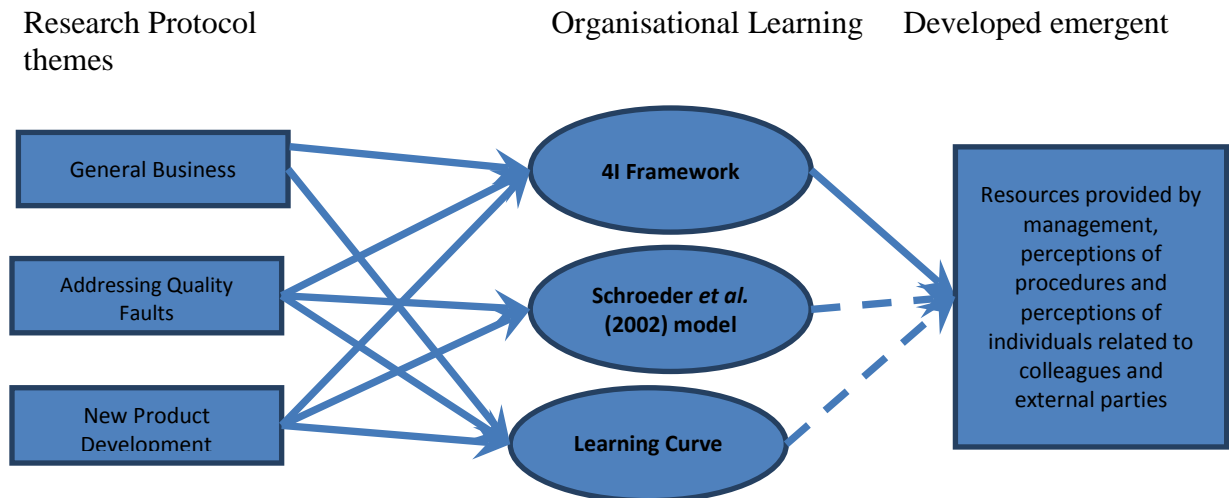 Research Protocol
themes
Organisational Learning
Developed emergent
General Business
Addressing Quality
Faults
New Product
Development
4I Framework
Schroeder et al.
(2002) model
Learning Curve
Resources provided by
management,
perceptions of
procedures and
perceptions of
individuals related to
colleagues and
external parties